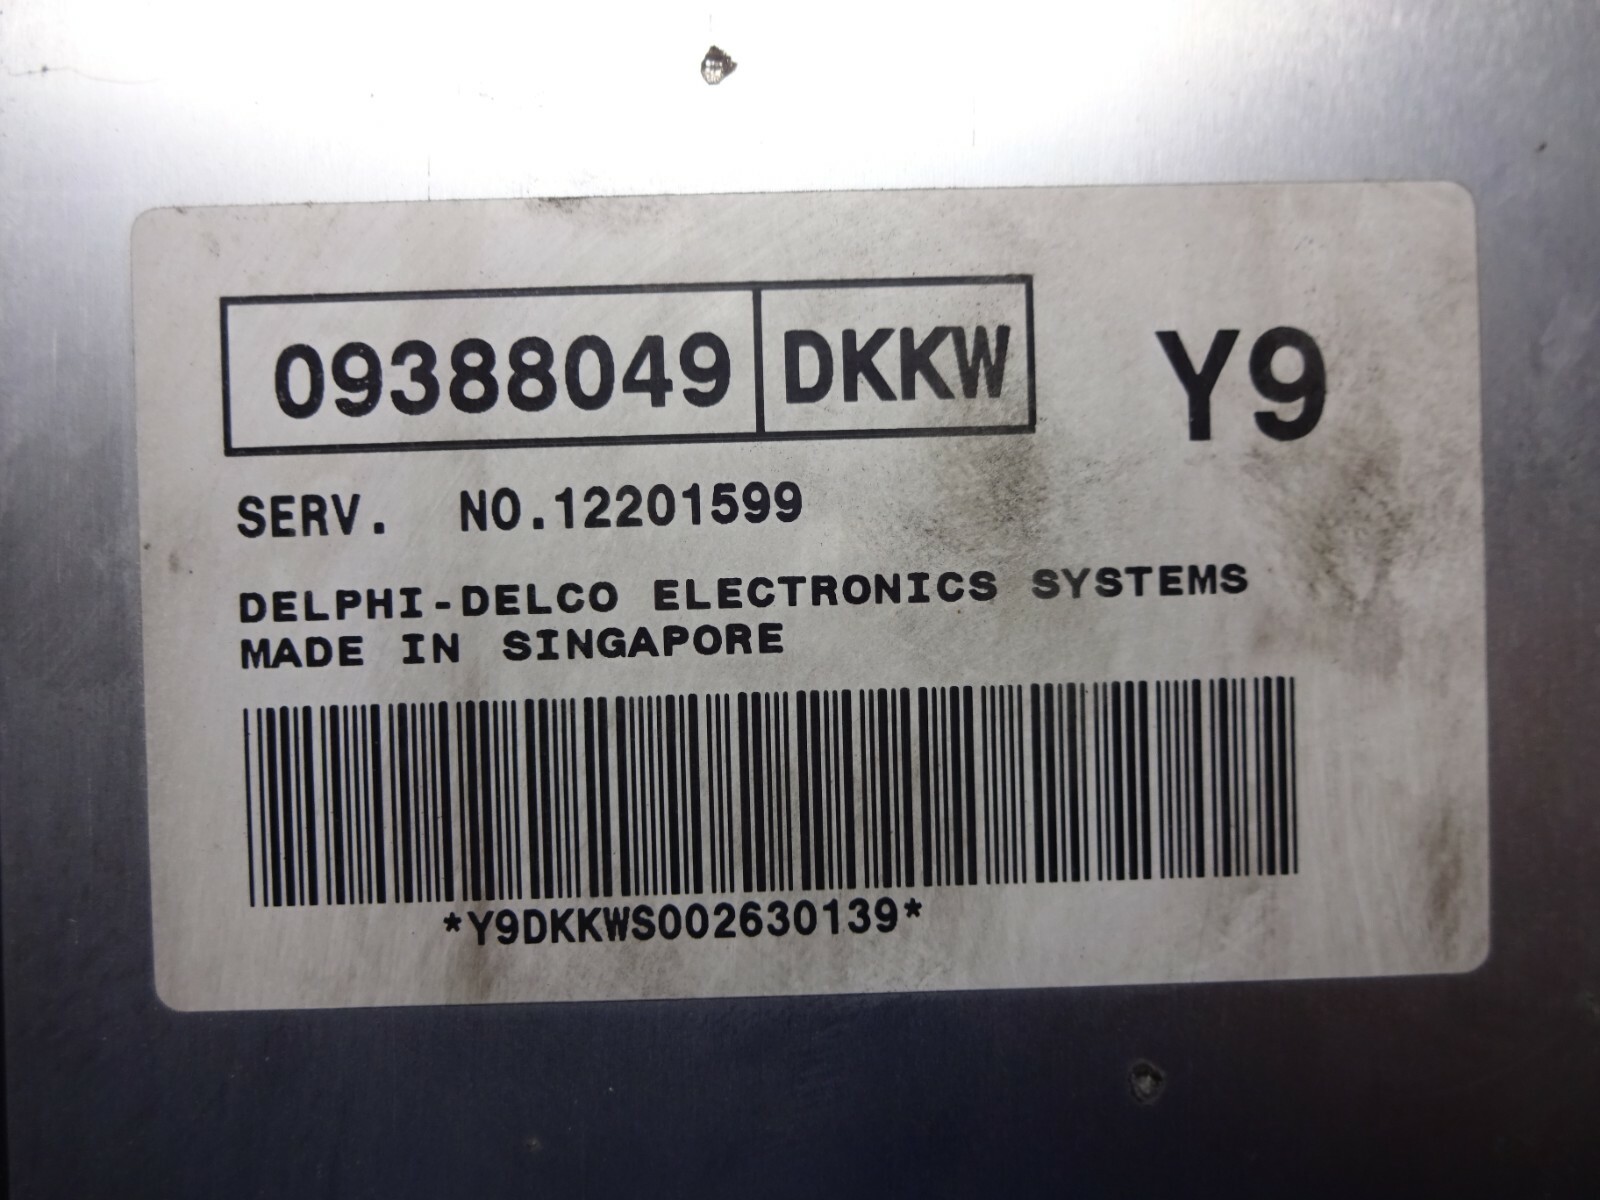 09388049 DKKW Y9
SERV. NO.12201599
DELPHI-DELCO ELECTRONICS SYSTEMS
MADE IN SINGAPORE
*Y9DKKWS002630139*